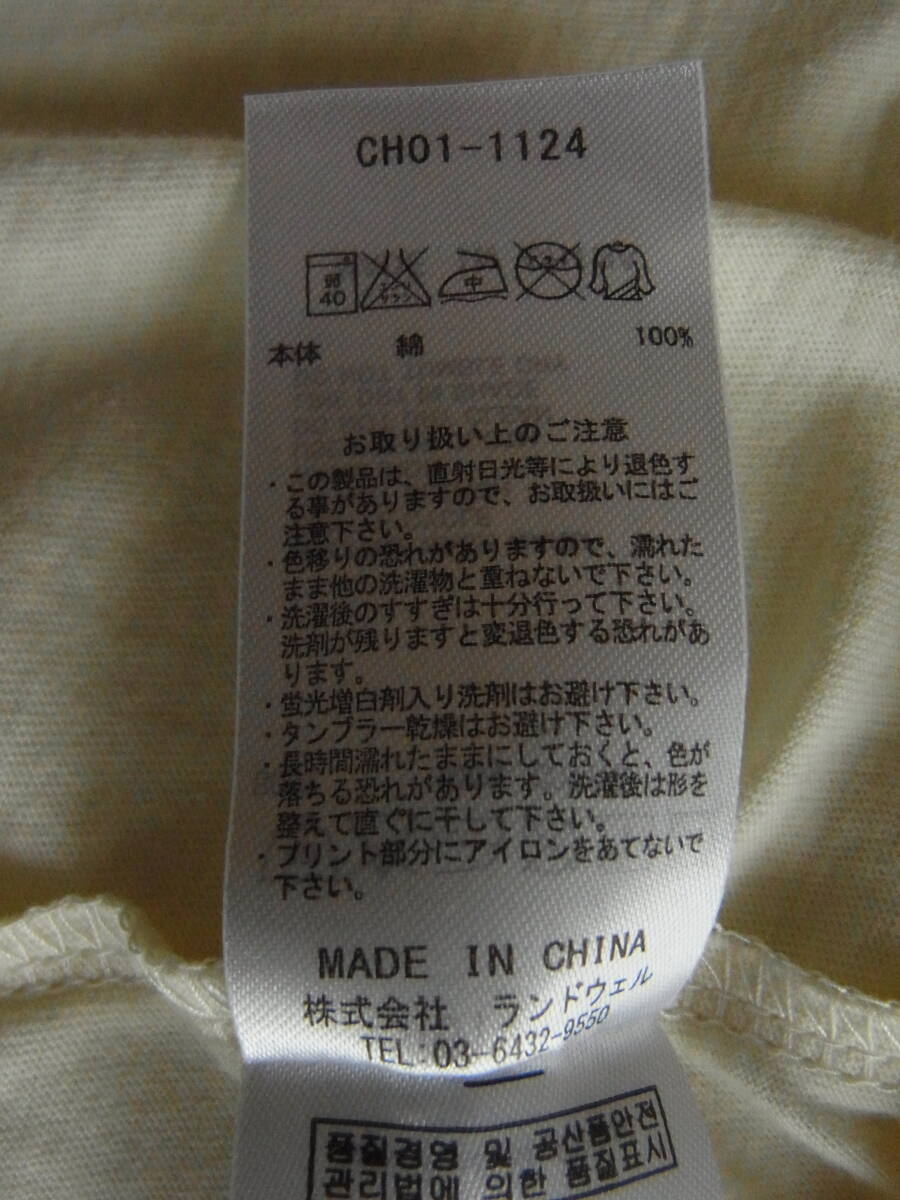 CH01-1124
弱
40
エンソ
サラシ
中
本体 綿 100%
お取り扱い上のご注意
・この製品は、直射日光等により退色す
る事がありますので、お取扱いにはご
注意下さい。
・色移りの恐れがありますので、濡れた
まま他の洗濯物と重ねないで下さい。
・洗濯後のすすぎは十分行って下さい。
洗剤が残りますと変退色する恐れがあ
ります。
・蛍光増白剤入り洗剤はお避け下さい。
・タンブラー乾燥はお避け下さい。
・長時間濡れたままにしておくと、色が
落ちる恐れがあります。洗濯後は形を
整えて直ぐに干して下さい。
・プリント部分にアイロンをあてないで
下さい。
MADE IN CHINA
株式会社 ランドウェル
TEL:03-6432-9550
품질경영 및 공산품안전
관리법에 의한 품질표시